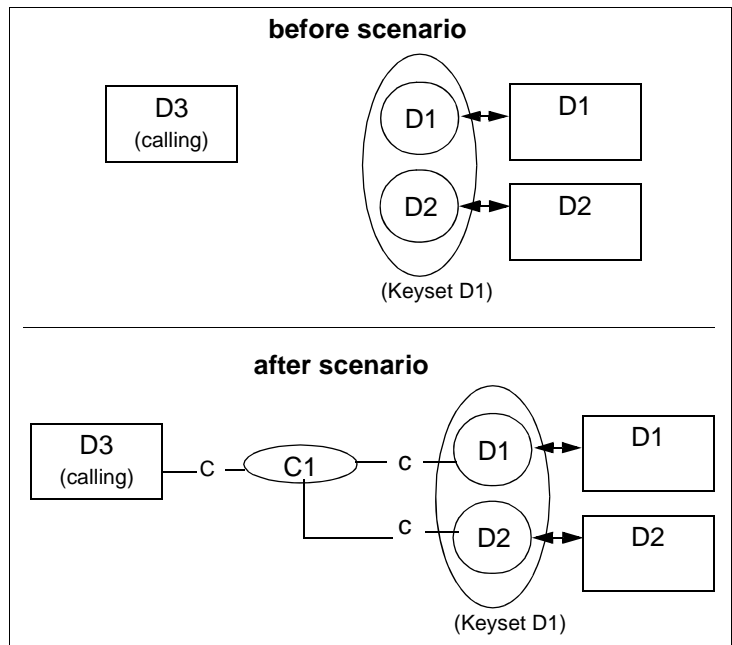 before scenario
D3
(calling)
D1
D1
D2
D2
(Keyset D1)
after scenario
D3
(calling)
C
C1
c
D1
D1
c
D2
D2
(Keyset D1)